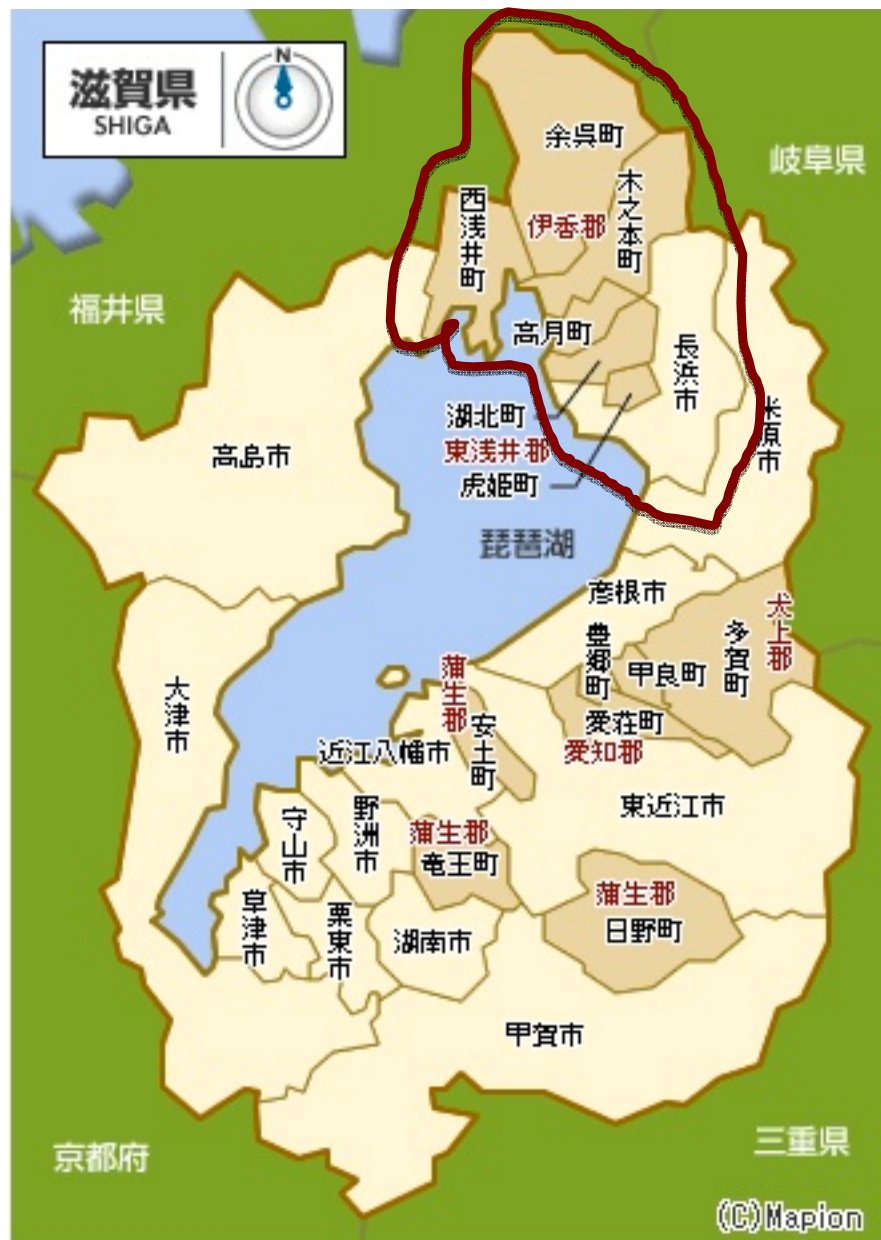 滋賀県
SHIGA
N
余呉町
岐阜県
木之本町
西浅井町
伊香郡
福井県
高月町
長浜市
米原市
湖北町
東浅井郡
高島市
虎姫町
琵琶湖
彦根市
犬上郡
豊郷町
多賀町
甲良町
蒲生郡
大津市
愛荘町
安土町
近江八幡市
愛知郡
東近江市
野洲市
守山市
蒲生郡
竜王町
蒲生郡
草津市
栗東市
湖南市
日野町
甲賀市
京都府
三重県
(C)Mapion